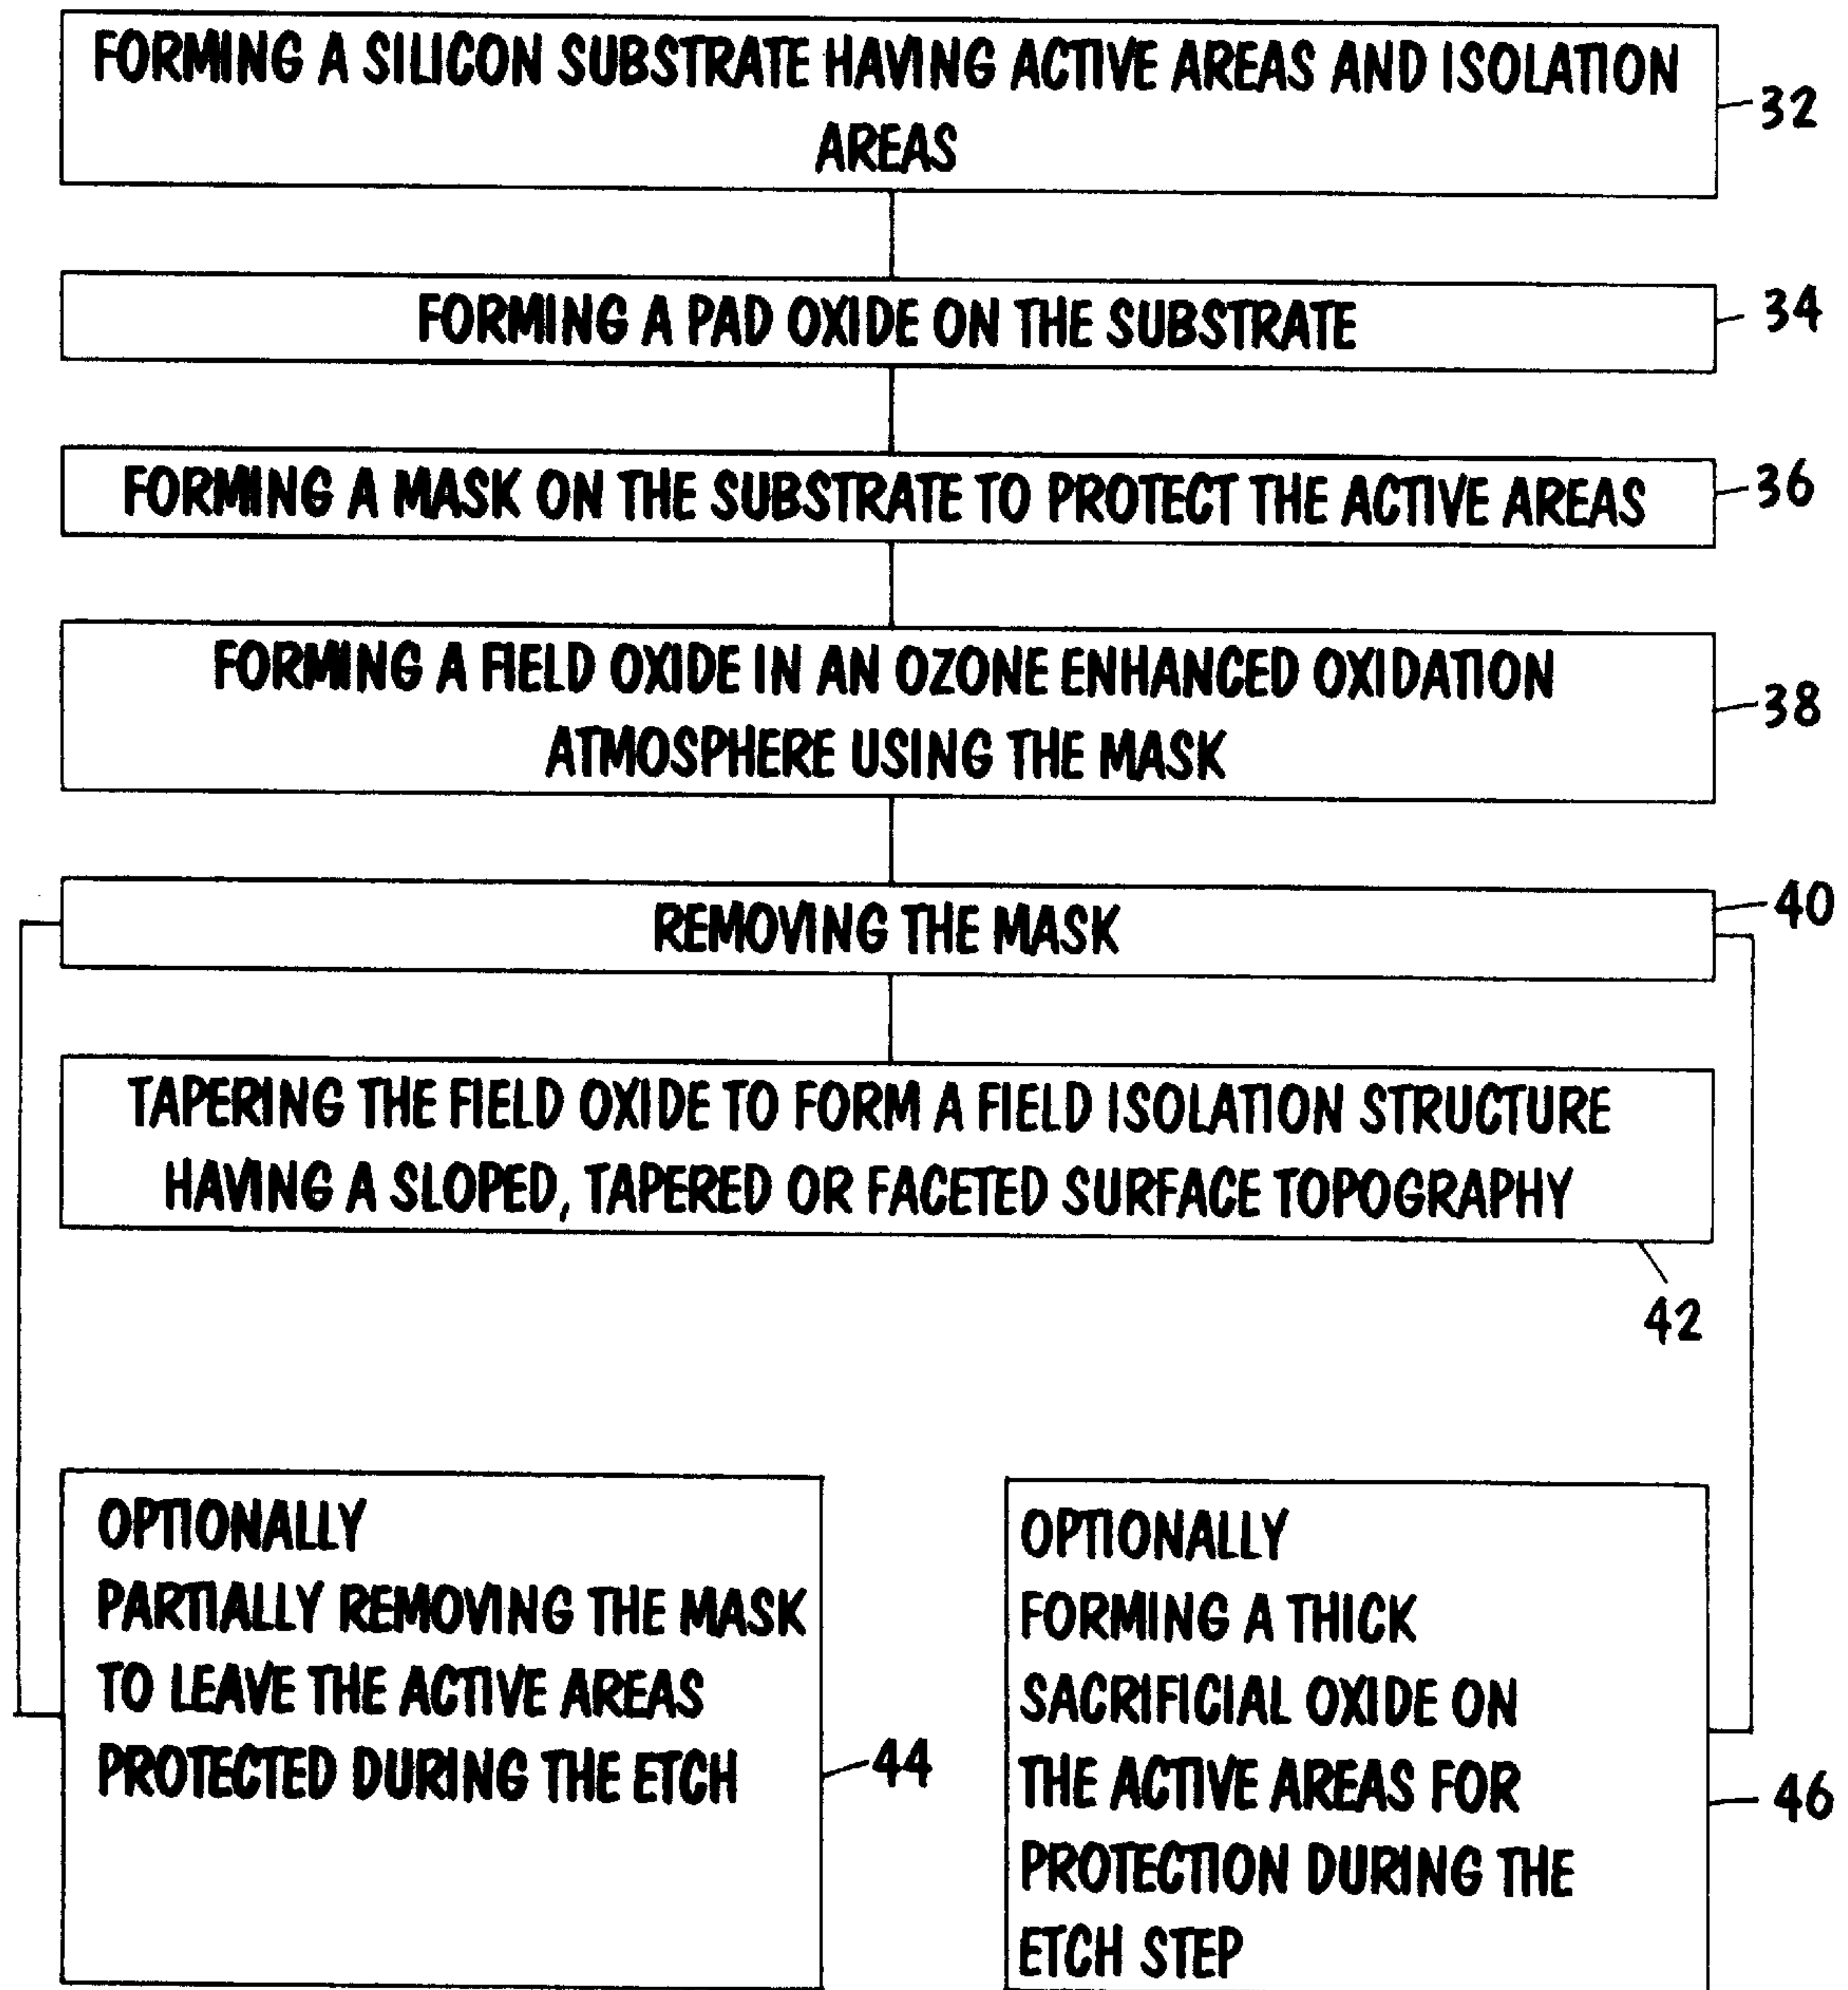 FORMING A SILICON SUBSTRATE HAVING ACTIVE AREAS AND ISOLATION
AREAS
32
FORMING A PAD OXIDE ON THE SUBSTRATE
34
FORMING A MASK ON THE SUBSTRATE TO PROTECT THE ACTIVE AREAS
36
FORMING A FIELD OXIDE IN AN OZONE ENHANCED OXIDATION
ATMOSPHERE USING THE MASK
38
REMOVING THE MASK
40
TAPERING THE FIELD OXIDE TO FORM A FIELD ISOLATION STRUCTURE
HAVING A SLOPED, TAPERED OR FACETED SURFACE TOPOGRAPHY
42
OPTIONALLY
PARTIALLY REMOVING THE MASK
TO LEAVE THE ACTIVE AREAS
PROTECTED DURING THE ETCH
44
OPTIONALLY
FORMING A THICK
SACRIFICIAL OXIDE ON
THE ACTIVE AREAS FOR
PROTECTION DURING THE
ETCH STEP
46